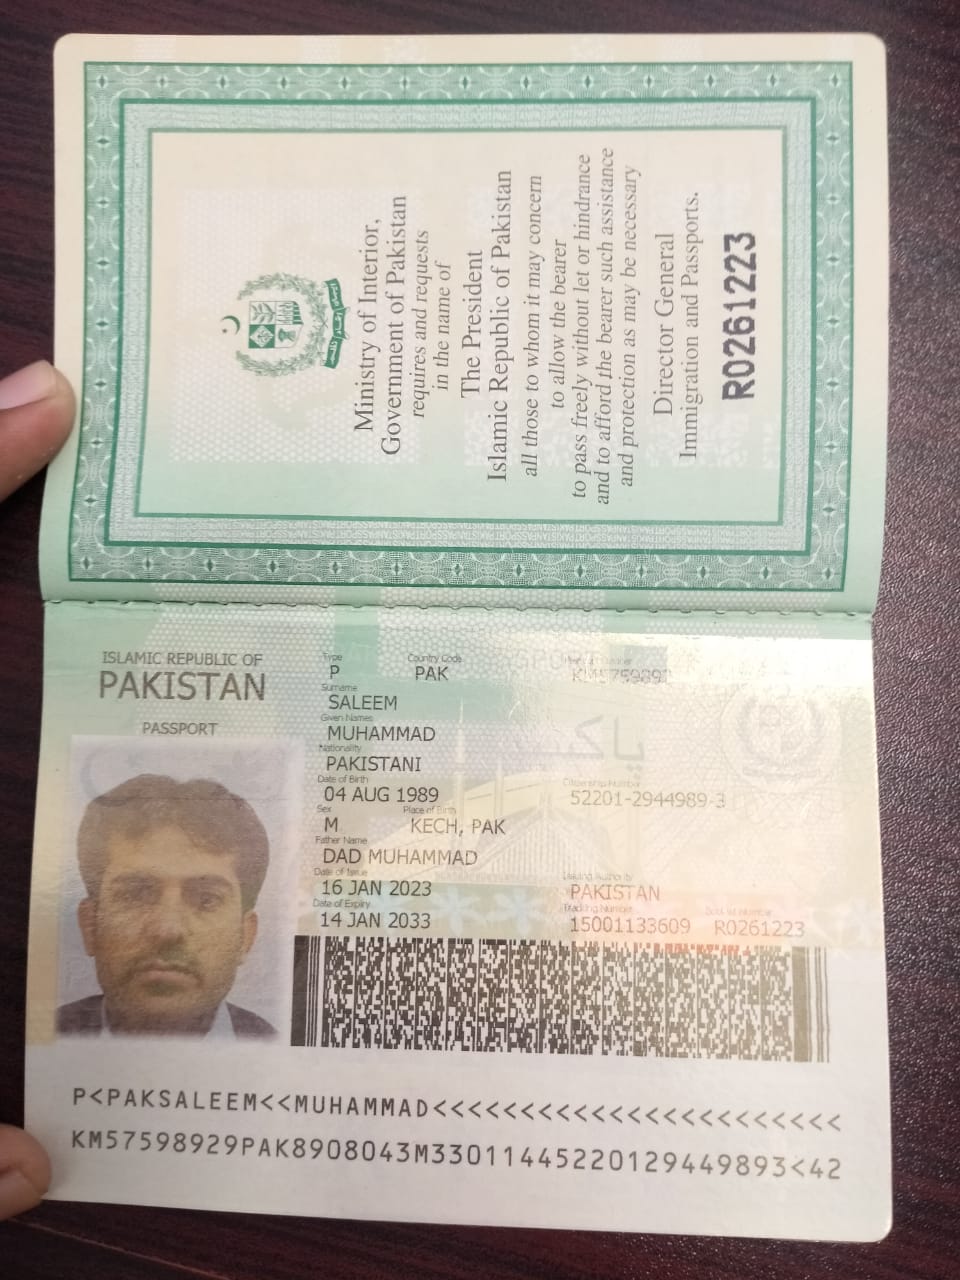 Ministry of Interior,
Government of Pakistan
requires and requests
in the name of
The President
Islamic Republic of Pakistan
all those to whom it may concern
to allow the bearer
to pass freely without let or hindrance
and to afford the bearer such assistance
and protection as may be necessary
Director General
Immigration and Passports.
R0261223
ISLAMIC REPUBLIC OF
PAKISTAN
PASSPORT
Type Country Code
P PAK
Surname
SALEEM
Given Names
MUHAMMAD
Nationality
PAKISTANI
Date of Birth
04 AUG 1989
Citizenship Number
52201-2944989-3
Sex Place of Birth
M KECH, PAK
Father Name
DAD MUHAMMAD
Date of Issue
16 JAN 2023
Issuing Authority
PAKISTAN
Date of Expiry
14 JAN 2033
Tracking Number Booklet Number
15001133609 R0261223
P<PAKSALEEM<<MUHAMMAD<<<<<<<<<<<<<<<<<<<<<<<
KM57598929PAK8908043M33011445220129449893<42